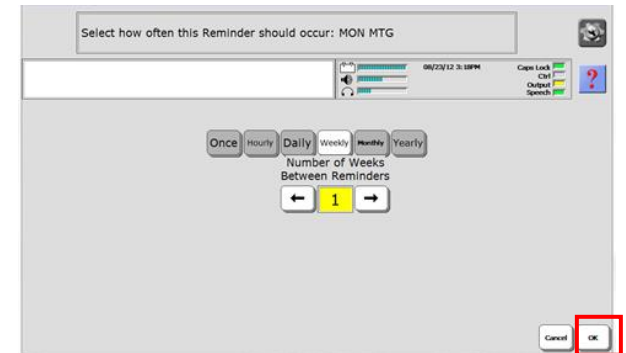 Select how often this Reminder should occur: MON MTG
08/23/12 3:18PM
Caps Lock
Ctrl
Output
Speech
?
Once Hourly Daily Weekly Monthly Yearly
Number of Weeks
Between Reminders
← 1 →
Cancel OK